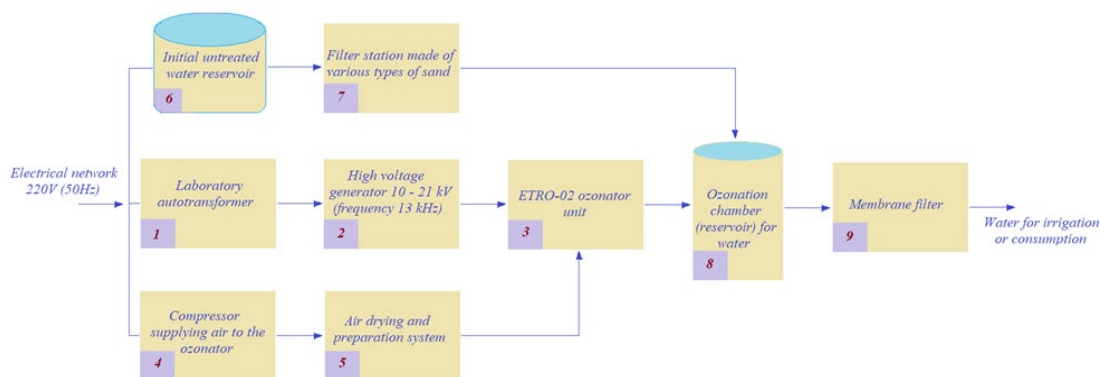 Initial untreated
water reservoir
6
Filter station made of
various types of sand
7
Electrical network
220V (50Hz)
Laboratory
autotransformer
1
High voltage
generator 10 - 21 kV
(frequency 13 kHz)
2
ETRO-02 ozonator
unit
3
Ozonation
chamber
(reservoir) for
water
8
Membrane filter
9
Water for irrigation
or consumption
Compressor
supplying air to the
ozonator
4
Air drying and
preparation system
5